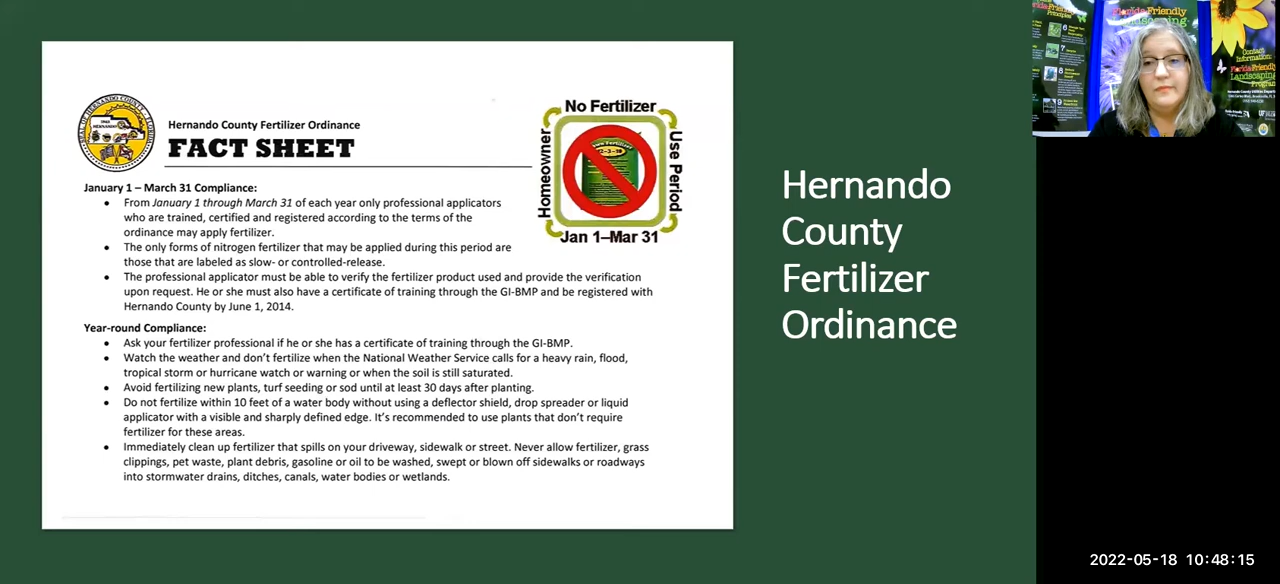 Hernando County Fertilizer Ordinance
FACT SHEET
No Fertilizer
Homeowner
Use Period
Jan 1–Mar 31
January 1 – March 31 Compliance:
• From January 1 through March 31 of each year only professional applicators
who are trained, certified and registered according to the terms of the
ordinance may apply fertilizer.
• The only forms of nitrogen fertilizer that may be applied during this period are
those that are labeled as slow- or controlled-release.
• The professional applicator must be able to verify the fertilizer product used and provide the verification
upon request. He or she must also have a certificate of training through the GI-BMP and be registered with
Hernando County by June 1, 2014.
Year-round Compliance:
• Ask your fertilizer professional if he or she has a certificate of training through the GI-BMP.
• Watch the weather and don't fertilize when the National Weather Service calls for a heavy rain, flood,
tropical storm or hurricane watch or warning or when the soil is still saturated.
• Avoid fertilizing new plants, turf seeding or sod until at least 30 days after planting.
• Do not fertilize within 10 feet of a water body without using a deflector shield, drop spreader or liquid
applicator with a visible and sharply defined edge. It's recommended to use plants that don't require
fertilizer for these areas.
• Immediately clean up fertilizer that spills on your driveway, sidewalk or street. Never allow fertilizer, grass
clippings, pet waste, plant debris, gasoline or oil to be washed, swept or blown off sidewalks or roadways
into stormwater drains, ditches, canals, water bodies or wetlands.
Hernando
County
Fertilizer
Ordinance
Principles
6
7
8
9
Florida-Friendly
Landscaping
Contact
Information:
Florida-Friendly
Landscaping
Program
2022-05-18 10:48:15